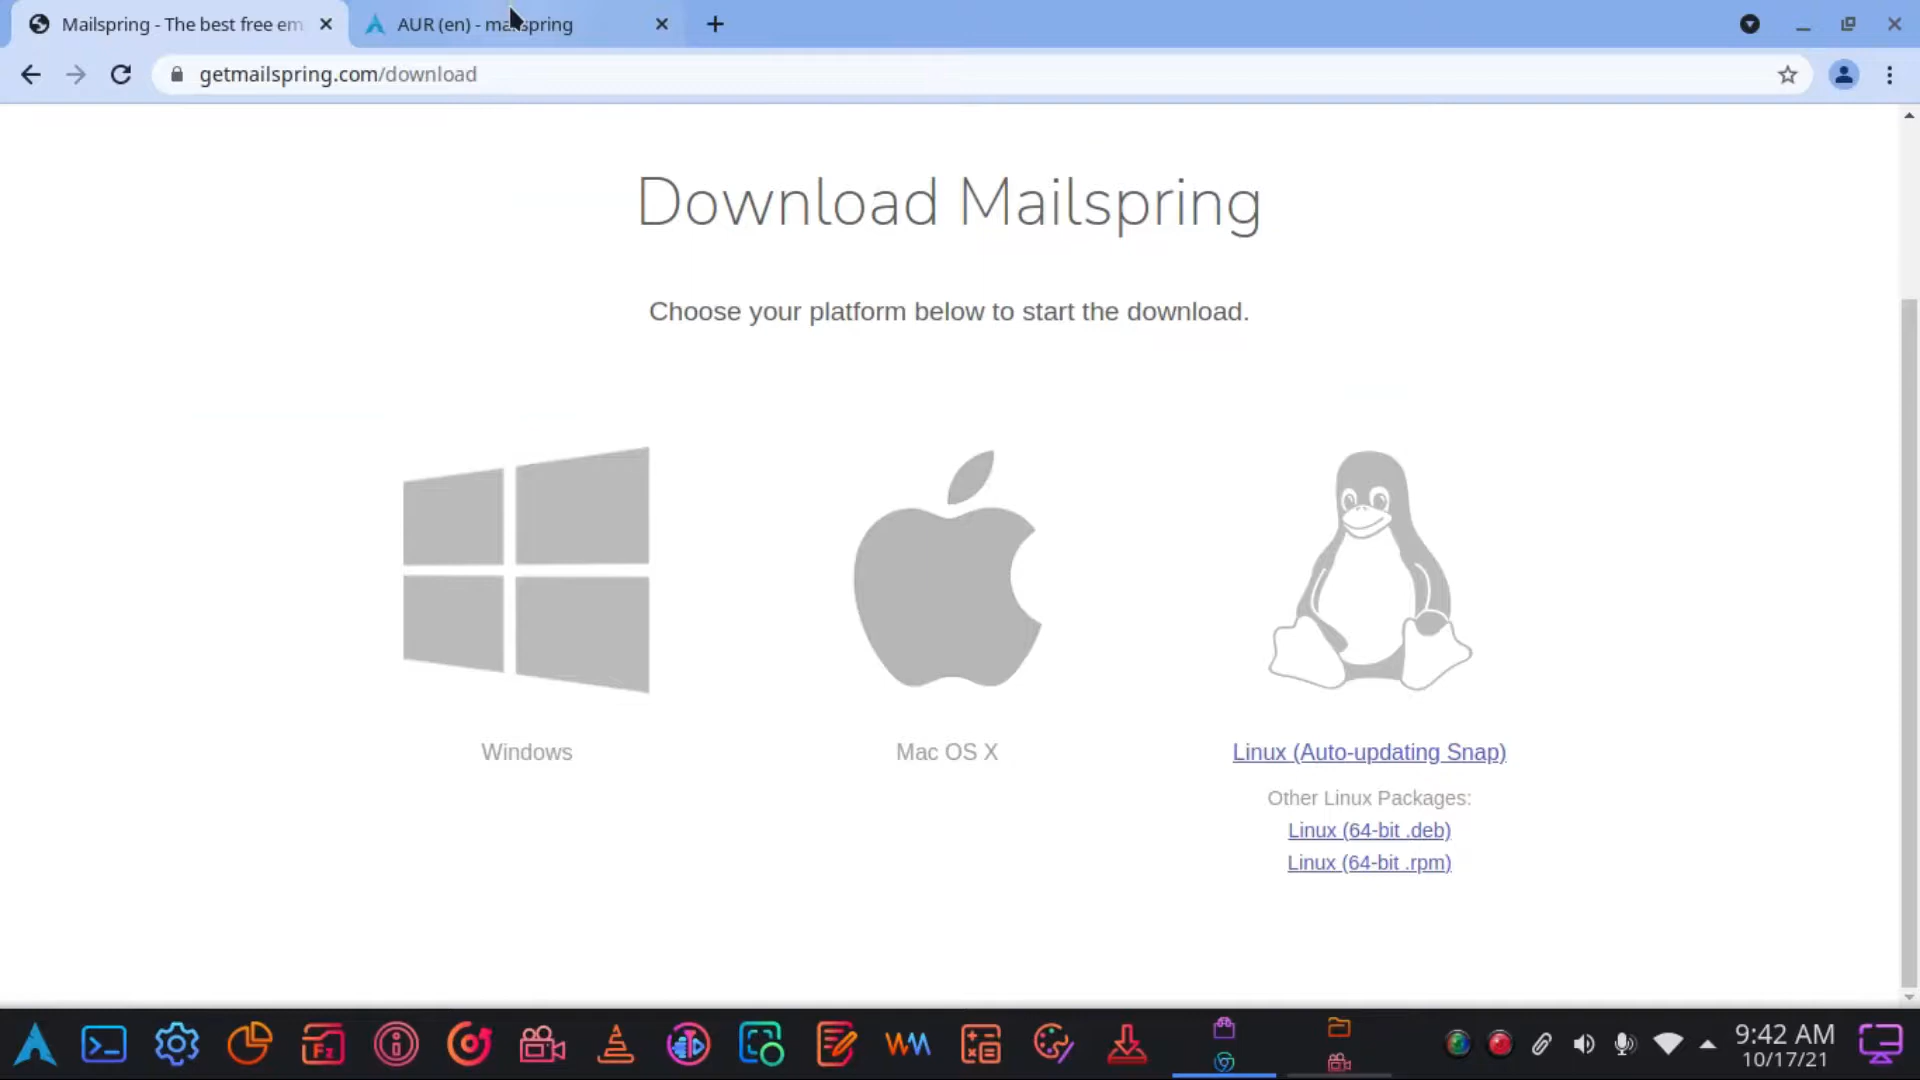 Mailspring - The best free em
AUR (en) - mailspring
getmailspring.com/download
Download Mailspring
Choose your platform below to start the download.
Windows
Mac OS X
Linux (Auto-updating Snap)
Other Linux Packages:
Linux (64-bit .deb)
Linux (64-bit .rpm)
Fz
9:42 AM
10/17/21